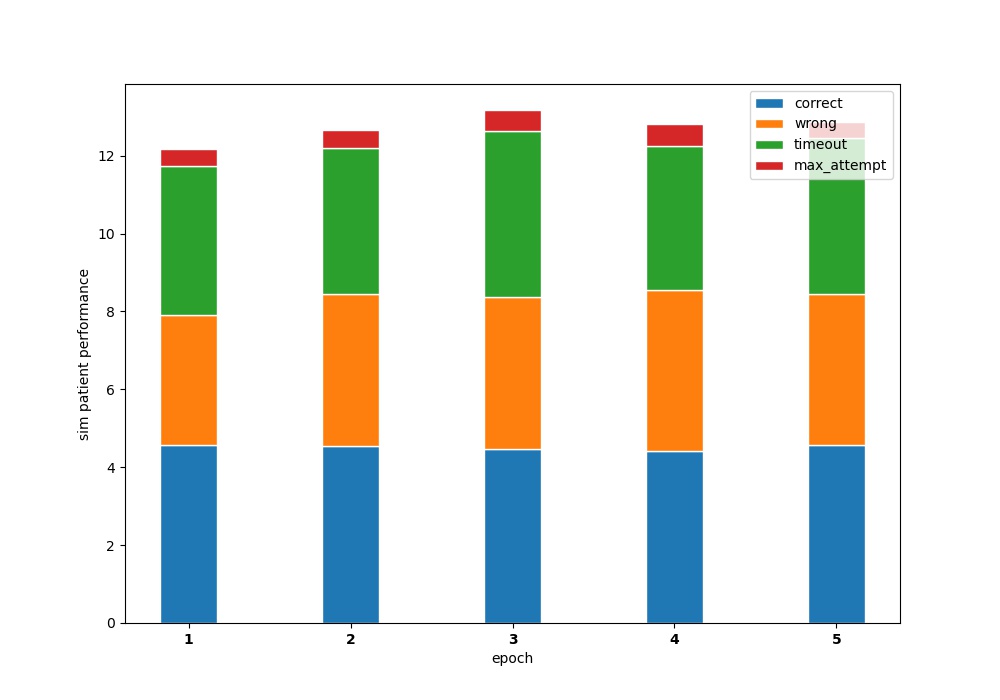 correct
wrong
timeout
max_attempt
12
10
8
6
4
2
0
sim patient performance
1 2 3 4 5
epoch